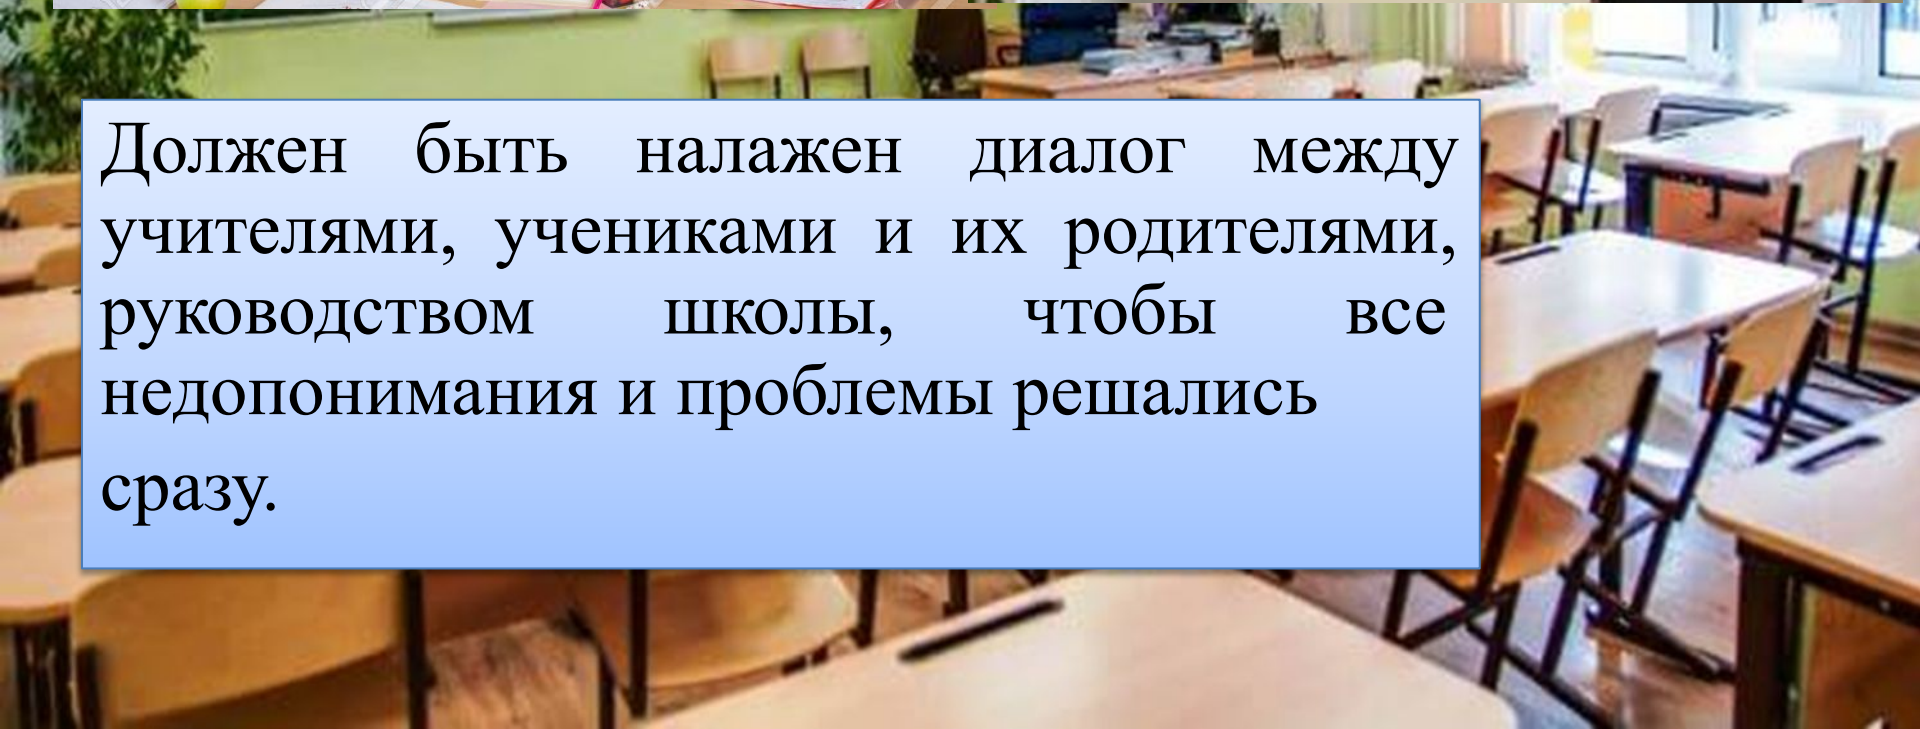 Должен быть налажен диалог между
учителями, учениками и их родителями,
руководством школы, чтобы все
недопонимания и проблемы решались
сразу.